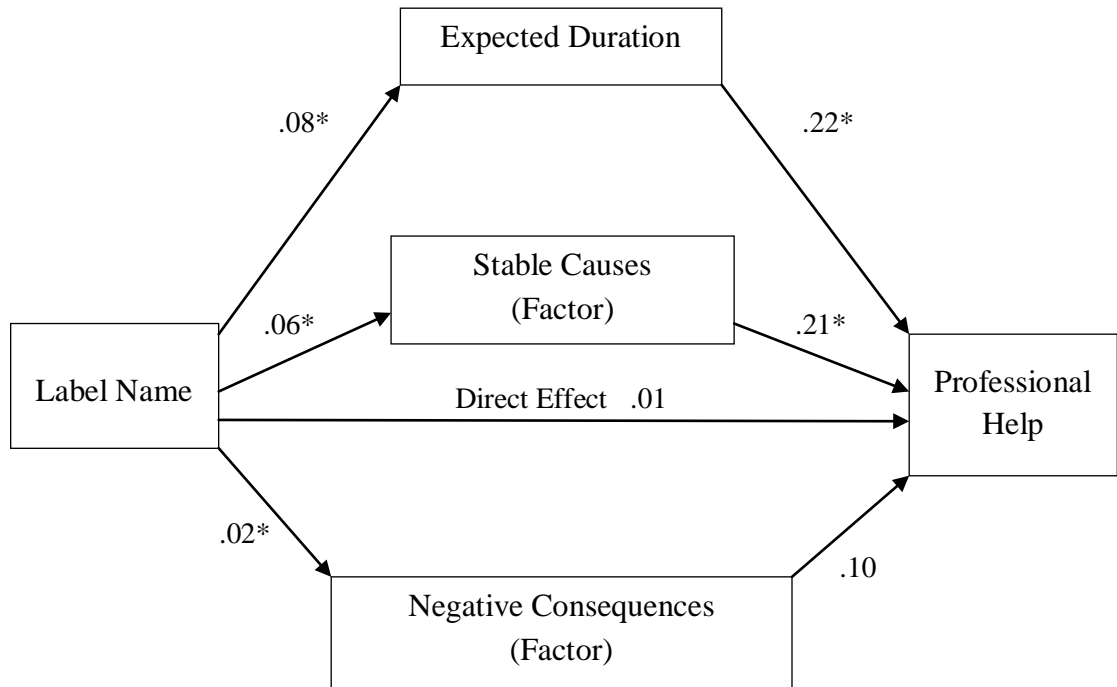 Expected Duration
.08*
.22*
Stable Causes
(Factor)
.06*
.21*
Label Name
Direct Effect .01
Professional
Help
.02*
.10
Negative Consequences
(Factor)